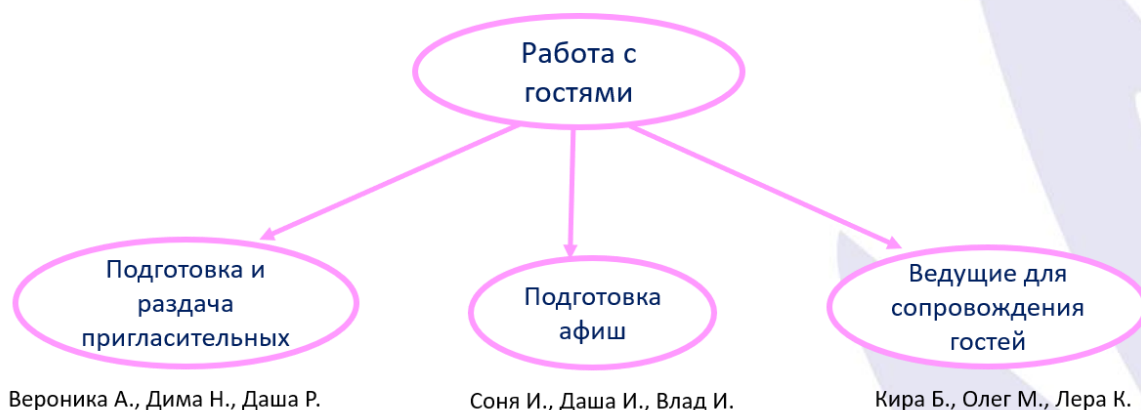 Работа с
гостями
Подготовка и
раздача
пригласительных
Подготовка
афиш
Ведущие для
сопровождения
гостей
Вероника А., Дима Н., Даша Р.
Соня И., Даша И., Влад И.
Кира Б., Олег М., Лера К.